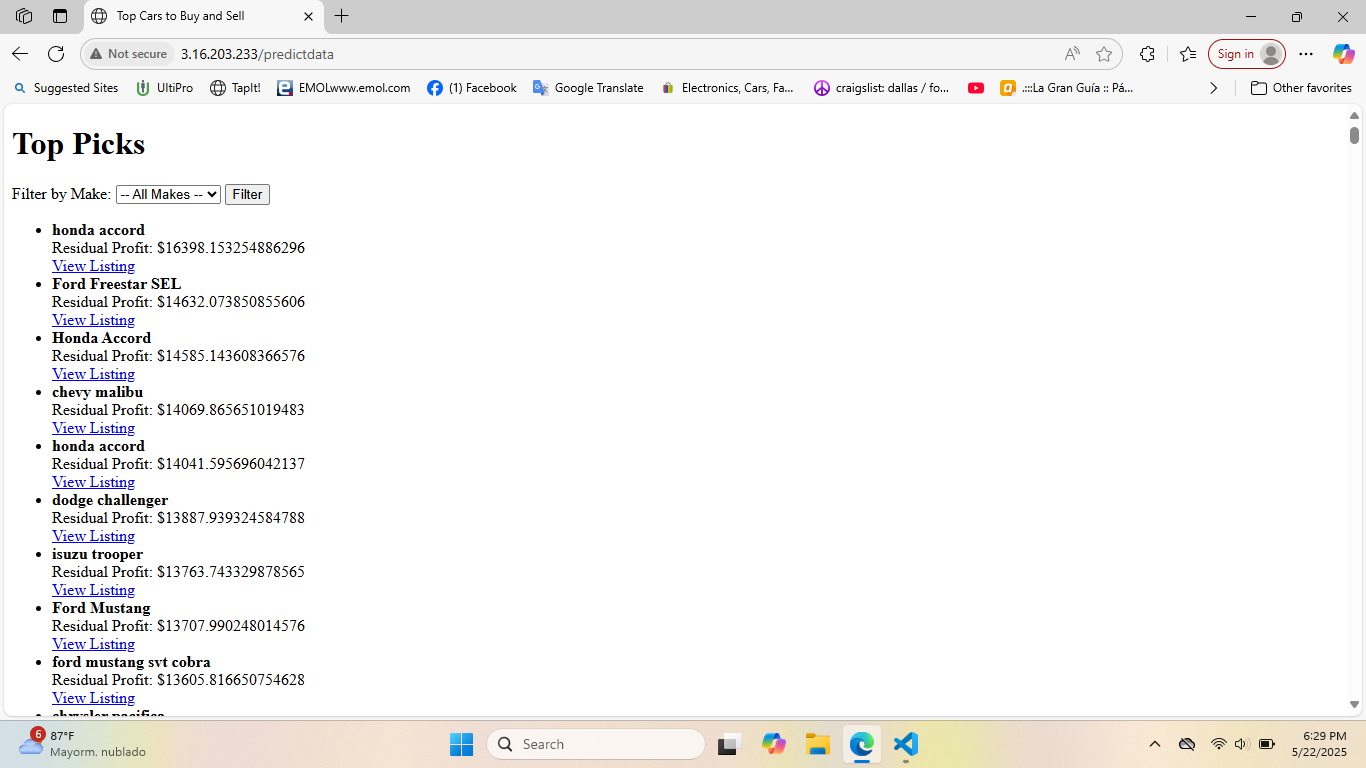 Top Cars to Buy and Sell
Not secure 3.16.203.233/predictdata
Sign in
Suggested Sites UltiPro TapIt! EMOLwww.emol.com (1) Facebook Google Translate Electronics, Cars, Fa... craigslist: dallas / fo... .:::La Gran Guía :: Pá... Other favorites
Top Picks
Filter by Make: -- All Makes -- Filter
• honda accord
Residual Profit: $16398.153254886296
View Listing
• Ford Freestar SEL
Residual Profit: $14632.073850855606
View Listing
• Honda Accord
Residual Profit: $14585.143608366576
View Listing
• chevy malibu
Residual Profit: $14069.865651019483
View Listing
• honda accord
Residual Profit: $14041.595696042137
View Listing
• dodge challenger
Residual Profit: $13887.939324584788
View Listing
• isuzu trooper
Residual Profit: $13763.743329878565
View Listing
• Ford Mustang
Residual Profit: $13707.990248014576
View Listing
• ford mustang svt cobra
Residual Profit: $13605.816650754628
View Listing
• chrysler pacifica
6
87°F
Mayorm. nublado
Search
6:29 PM
5/22/2025